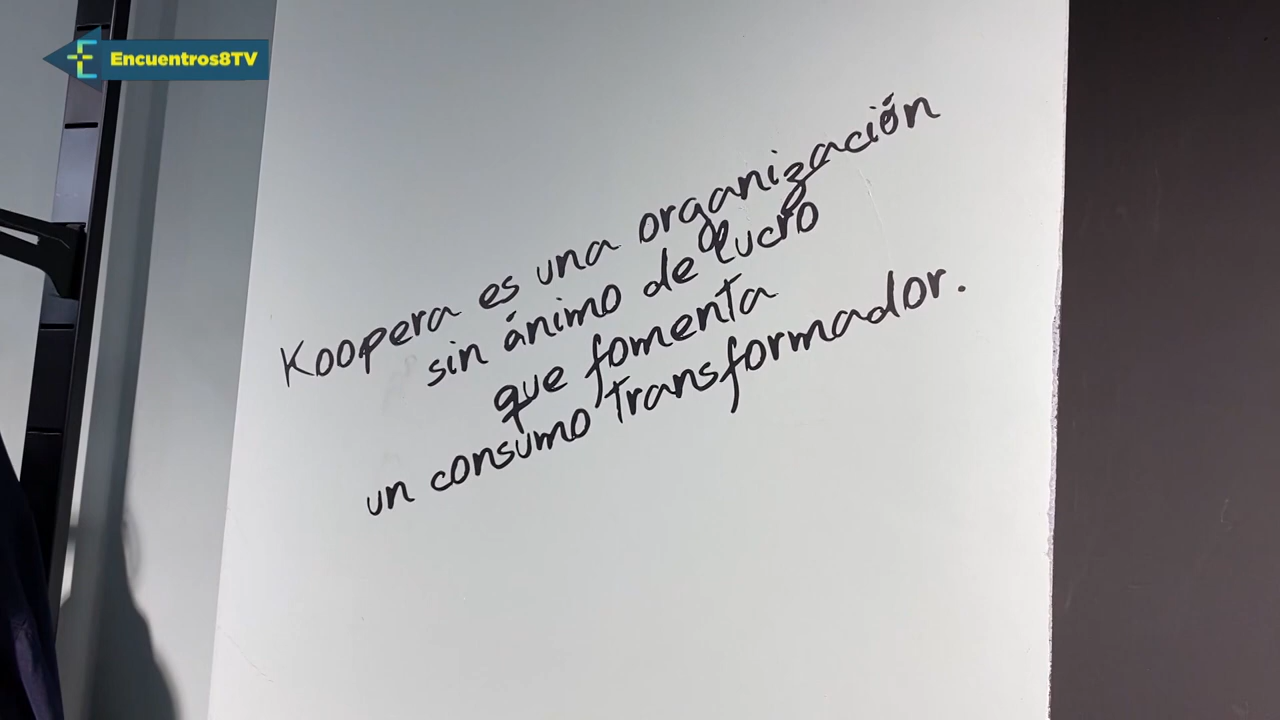 Encuentros8TV
Koopera es una organización
sin ánimo de lucro
que fomenta
un consumo transformador.